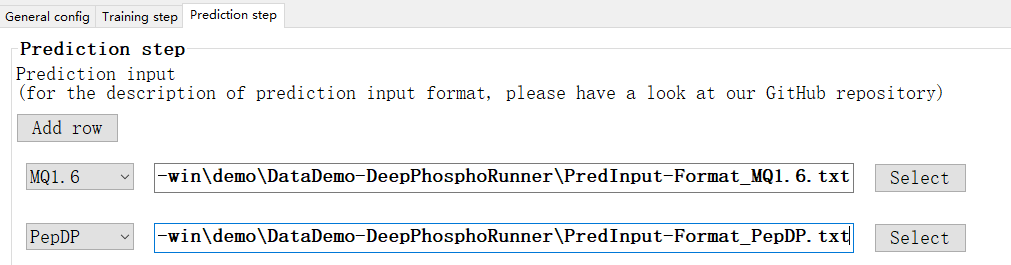 General config Training step Prediction step
Prediction step
Prediction input
(for the description of prediction input format, please have a look at our GitHub repository)
Add row
MQ1.6 -win\demo\DataDemo-DeepPhosphoRunner\PredInput-Format_MQ1.6.txt Select
PepDP -win\demo\DataDemo-DeepPhosphoRunner\PredInput-Format_PepDP.txt Select